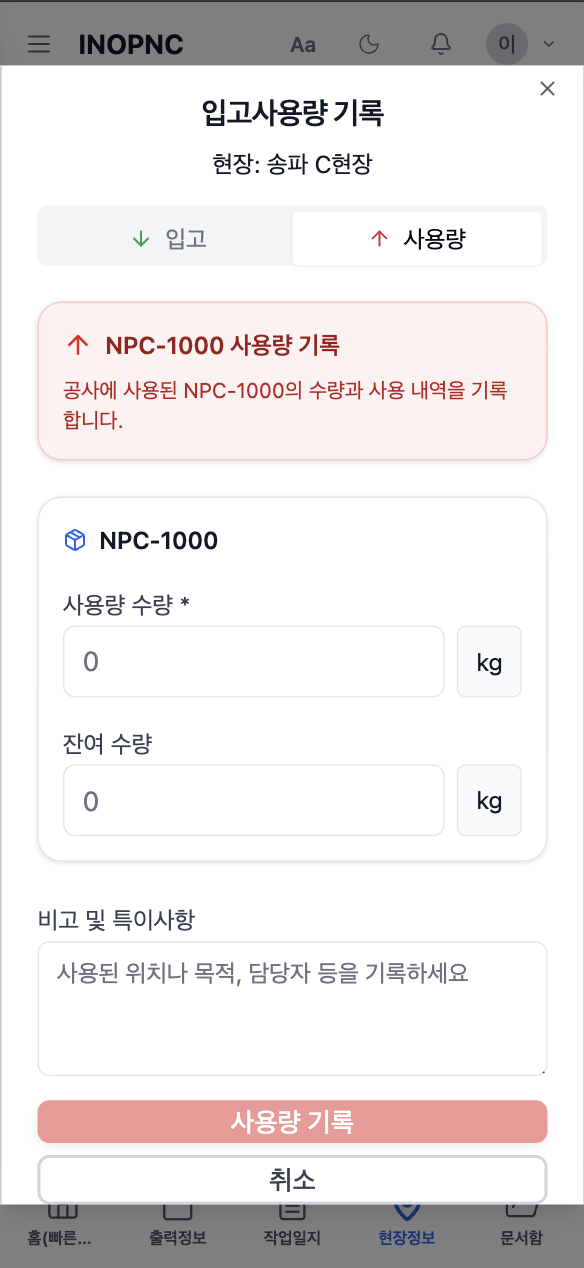 INOPNC Aa 이
입고사용량 기록
현장: 송파 C현장
입고 사용량
NPC-1000 사용량 기록
공사에 사용된 NPC-1000의 수량과 사용 내역을 기록
합니다.
NPC-1000
사용량 수량 *
0 kg
잔여 수량
0 kg
비고 및 특이사항
사용된 위치나 목적, 담당자 등을 기록하세요
사용량 기록
취소
홈(빠른... 출력정보 작업일지 현장정보 문서함